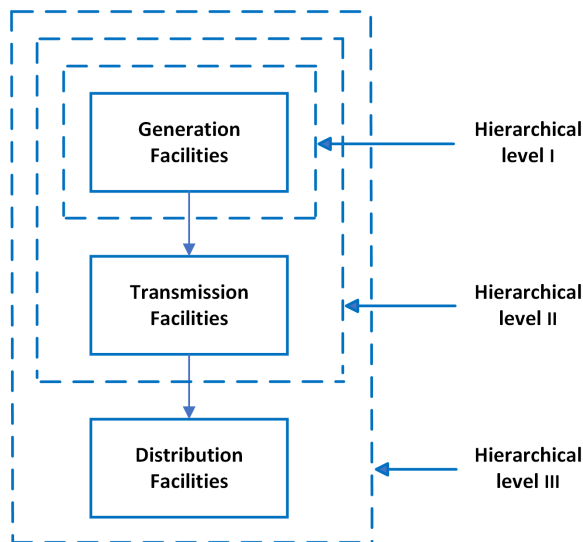 Generation
Facilities
Hierarchical
level I
Transmission
Facilities
Hierarchical
level II
Distribution
Facilities
Hierarchical
level III